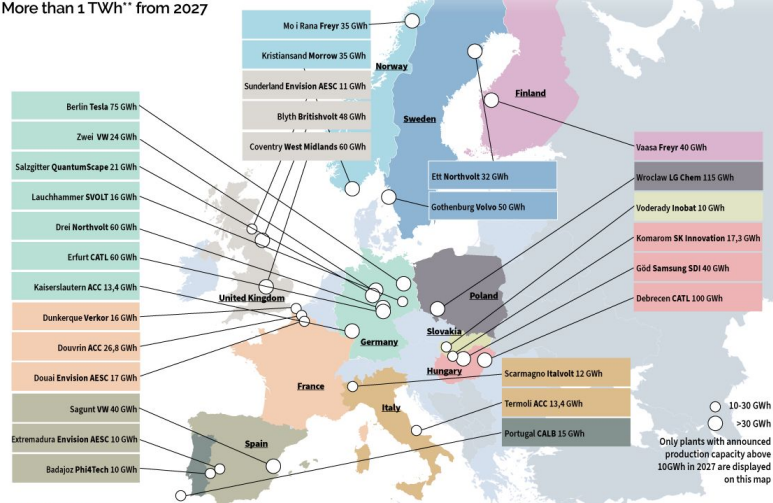 More than 1 TWh** from 2027
Mo i Rana Freyr 35 GWh
Kristiansand Morrow 35 GWh
Sunderland Envision AESC 11 GWh
Blyth Britishvolt 48 GWh
Coventry West Midlands 60 GWh
Norway
Sweden
Finland
Berlin Tesla 75 GWh
Zwei VW 24 GWh
Salzgitter QuantumScape 21 GWh
Lauchhammer SVOLT 16 GWh
Drei Northvolt 60 GWh
Erfurt CATL 60 GWh
Kaiserslautern ACC 13,4 GWh
Dunkerque Verkor 16 GWh
Douvrin ACC 26,8 GWh
Douai Envision AESC 17 GWh
Sagunt VW 40 GWh
Extremadura Envision AESC 10 GWh
Badajoz Phi4Tech 10 GWh
Ett Northvolt 32 GWh
Gothenburg Volvo 50 GWh
Vaasa Freyr 40 GWh
Wroclaw LG Chem 115 GWh
Voderady Inobat 10 GWh
Komarom SK Innovation 17,3 GWh
Göd Samsung SDI 40 GWh
Debrecen CATL 100 GWh
United Kingdom
Poland
Slovakia
Germany
Hungary
France
Italy
Spain
Scarmagno Italvolt 12 GWh
Termoli ACC 13,4 GWh
Portugal CALB 15 GWh
10-30 GWh
>30 GWh
Only plants with announced
production capacity above
10GWh in 2027 are displayed
on this map